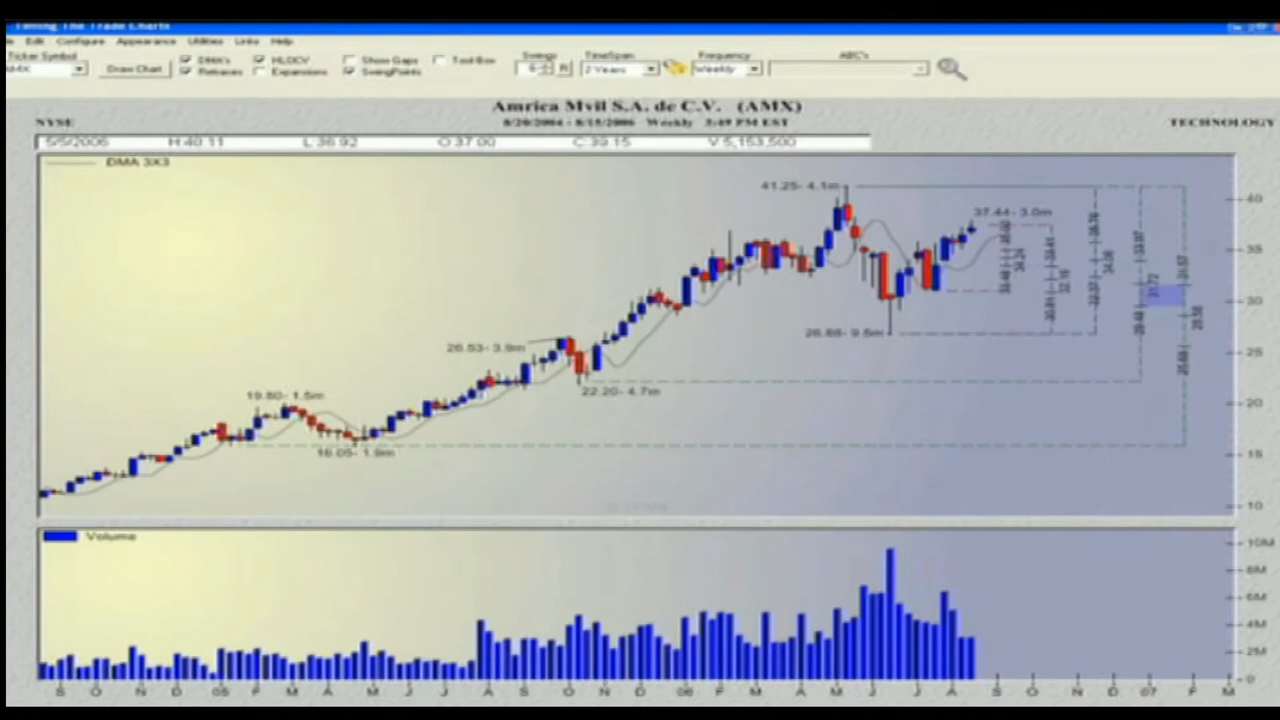 Timing The Trade Charts
Edit Configure Appearance Utilities Links Help
Ticker Symbol
AMX
Draw Chart
DMA's
Retraces
HLOCV
Expansions
Show Gaps
SwingPoints
Tool Box
Swings
6
R
TimeSpan
2 Years
Frequency
Weekly
ABC's
Amrica Mvil S.A. de C.V. (AMX)
NYSE
8/20/2004 - 8/15/2006 Weekly 3:49 PM EST
TECHNOLOGY
5/5/2006 H 40.11 L 36.92 O 37.00 C 39.15 V 5,153,500
DMA 3X3
41.25- 4.1m
37.44- 3.0m
26.53- 3.9m
26.88- 9.5m
22.20- 4.7m
19.80- 1.5m
16.05- 1.9m
40
35
30
25
20
15
10
Volume
10M
8M
6M
4M
2M
0
S O N D 05 F M A M J J A S O N D 06 F M A M J J A S O N D 07 F M